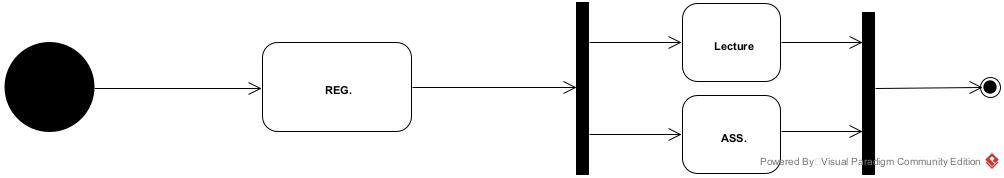 Lecture
REG.
ASS.
Powered By Visual Paradigm Community Edition